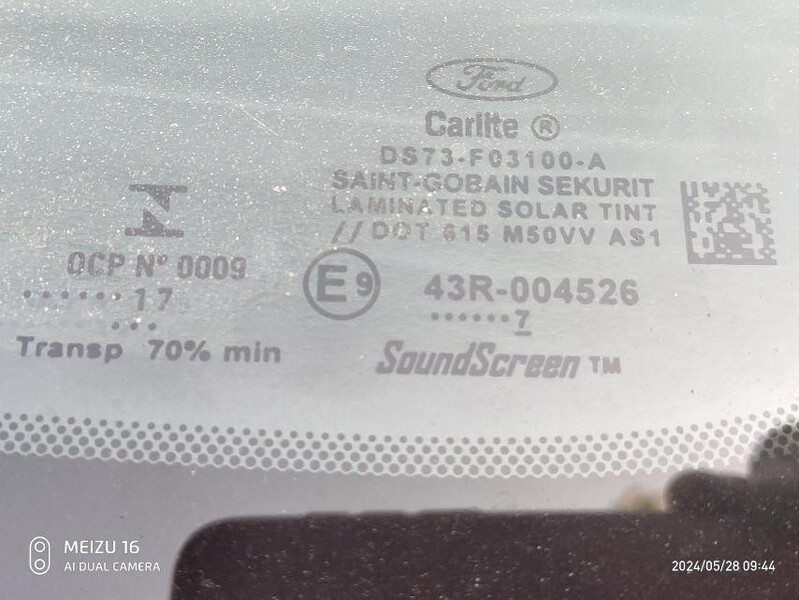 Ford
Carlite ®
DS73-F03100-A
SAINT-GOBAIN SEKURIT
LAMINATED SOLAR TINT
// DOT 615 M50VV AS1
OCP Nº 0009
......17
...
Transp 70% min
E9
43R-004526
......7
SoundScreen ™
MEIZU 16
AI DUAL CAMERA
2024/05/28 09:44